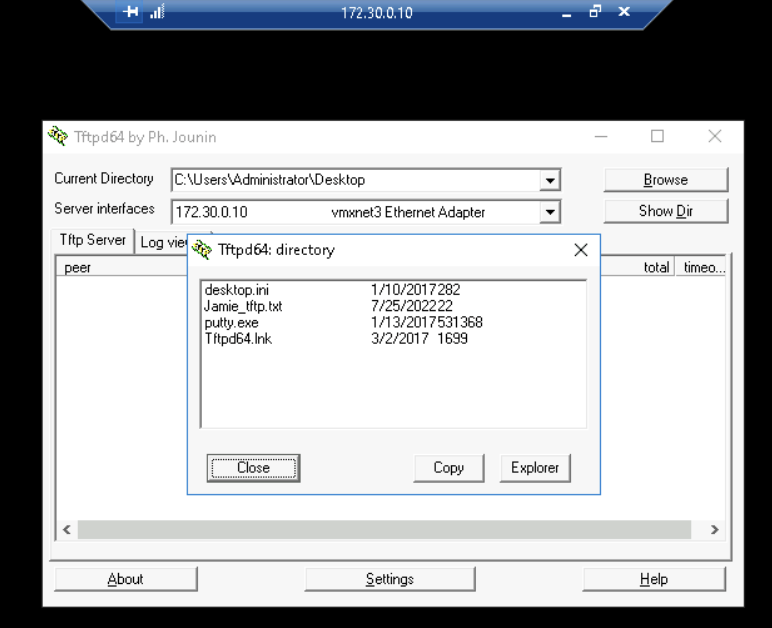 172.30.0.10
Tftpd64 by Ph. Jounin
Current Directory C:\Users\Administrator\Desktop Browse
Server interfaces 172.30.0.10 vmxnet3 Ethernet Adapter Show Dir
Tftp Server Log
Tftpd64: directory
peer total timeo...
desktop.ini 1/10/2017282
Jamie_tftp.txt 7/25/202222
putty.exe 1/13/2017531368
Tftpd64.lnk 3/2/2017 1699
Close Copy Explorer
About Settings Help